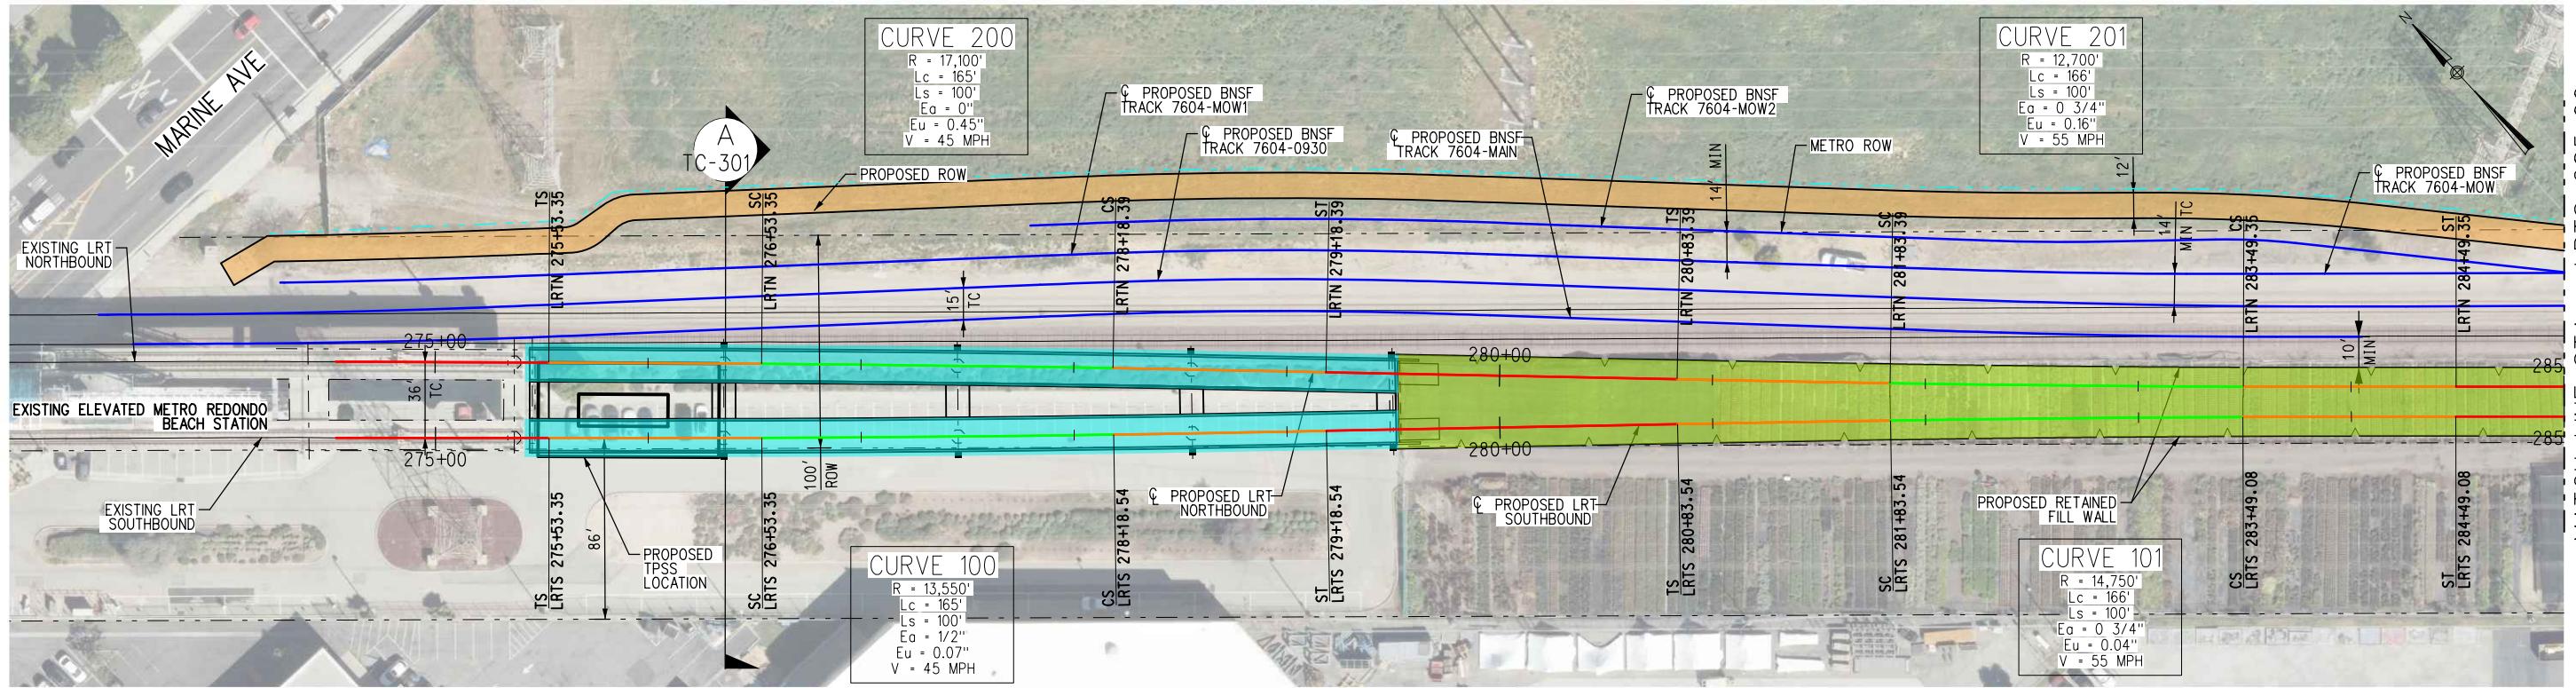 MARINE AVE
CURVE 200
R = 17,100'
Lc = 165'
Ls = 100'
Ea = 0"
Eu = 0.45"
V = 45 MPH
CURVE 201
R = 12,700'
Lc = 166'
Ls = 100'
Ea = 0 3/4"
Eu = 0.16"
V = 55 MPH
N
A
TC-301
PROPOSED ROW
℄ PROPOSED BNSF
TRACK 7604-MOW1
℄ PROPOSED BNSF
TRACK 7604-0930
℄ PROPOSED BNSF
TRACK 7604-MAIN
℄ PROPOSED BNSF
TRACK 7604-MOW2
14' MIN
METRO ROW
12'
℄ PROPOSED BNSF
TRACK 7604-MOW
14'
MIN TC
10'
MIN
15'
TC
EXISTING LRT
NORTHBOUND
TS
LRTN 275+53.35
SC
LRTN 276+53.35
CS
LRTN 278+18.39
ST
LRTN 279+18.39
TS
LRTN 280+83.39
SC
LRTN 281+83.39
CS
LRTN 283+49.35
ST
LRTN 284+49.35
275+00
280+00
285
36'
TC
EXISTING ELEVATED METRO REDONDO
BEACH STATION
275+00
280+00
285
EXISTING LRT
SOUTHBOUND
86'
100'
ROW
PROPOSED
TPSS
LOCATION
℄ PROPOSED LRT
NORTHBOUND
℄ PROPOSED LRT
SOUTHBOUND
PROPOSED RETAINED
FILL WALL
TS
LRTS 275+53.35
SC
LRTS 276+53.35
CS
LRTS 278+18.54
ST
LRTS 279+18.54
TS
LRTS 280+83.54
SC
LRTS 281+83.54
CS
LRTS 283+49.08
ST
LRTS 284+49.08
CURVE 100
R = 13,550'
Lc = 165'
Ls = 100'
Ea = 1/2"
Eu = 0.07"
V = 45 MPH
CURVE 101
R = 14,750'
Lc = 166'
Ls = 100'
Ea = 0 3/4"
Eu = 0.04"
V = 55 MPH